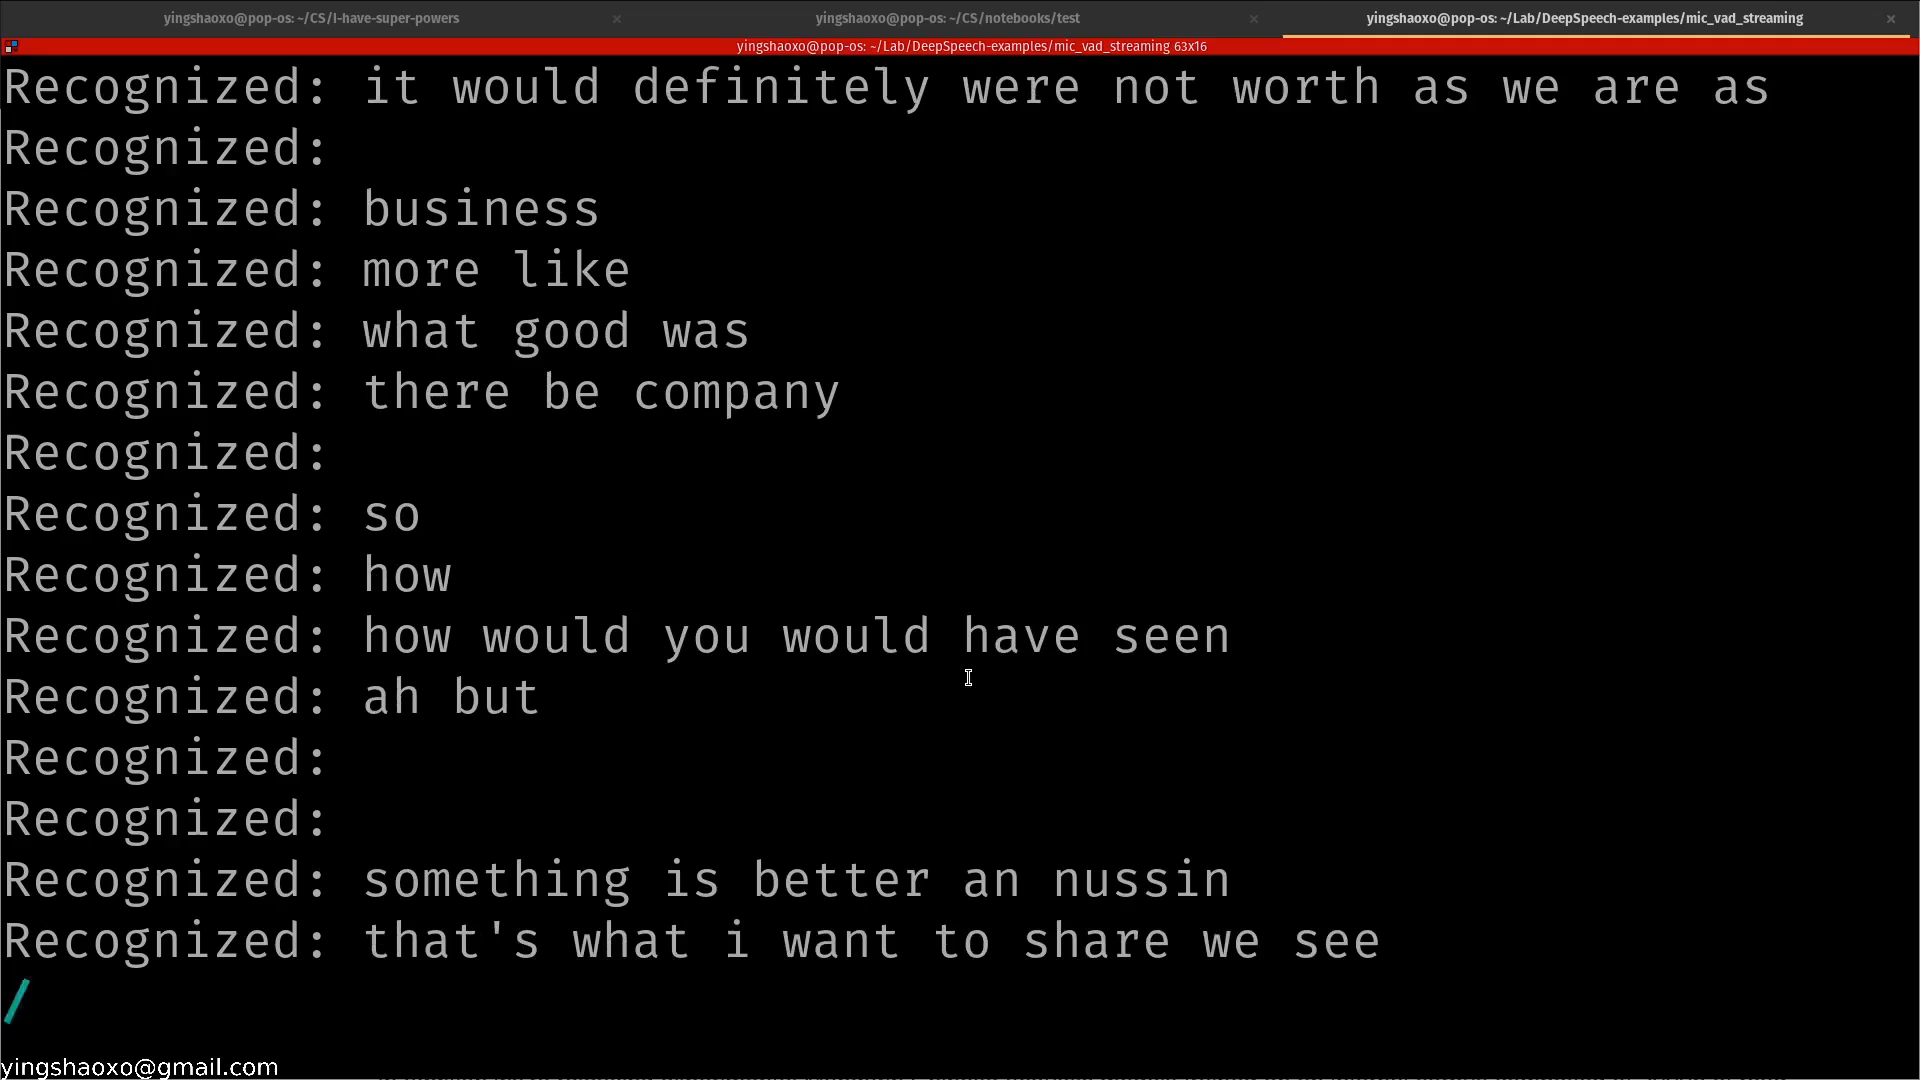 yingshaoxo@pop-os: ~/CS/I-have-super-powers × yingshaoxo@pop-os: ~/CS/notebooks/test × yingshaoxo@pop-os: ~/Lab/DeepSpeech-examples/mic_vad_streaming ×
yingshaoxo@pop-os: ~/Lab/DeepSpeech-examples/mic_vad_streaming 63x16
Recognized: it would definitely were not worth as we are as
Recognized:
Recognized: business
Recognized: more like
Recognized: what good was
Recognized: there be company
Recognized:
Recognized: so
Recognized: how
Recognized: how would you would have seen
Recognized: ah but
Recognized:
Recognized:
Recognized: something is better an nussin
Recognized: that's what i want to share we see
/
yingshaoxo@gmail.com